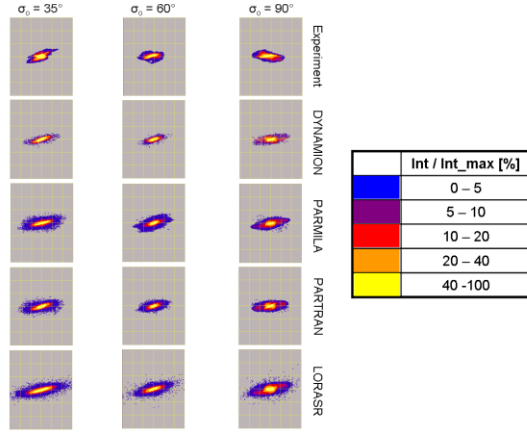 σ₀ = 35° σ₀ = 60° σ₀ = 90°
Experiment
DYNAMION
PARMILA
PARTRAN
LORASR
Int / Int_max [%]
0 – 5
5 – 10
10 – 20
20 – 40
40 -100